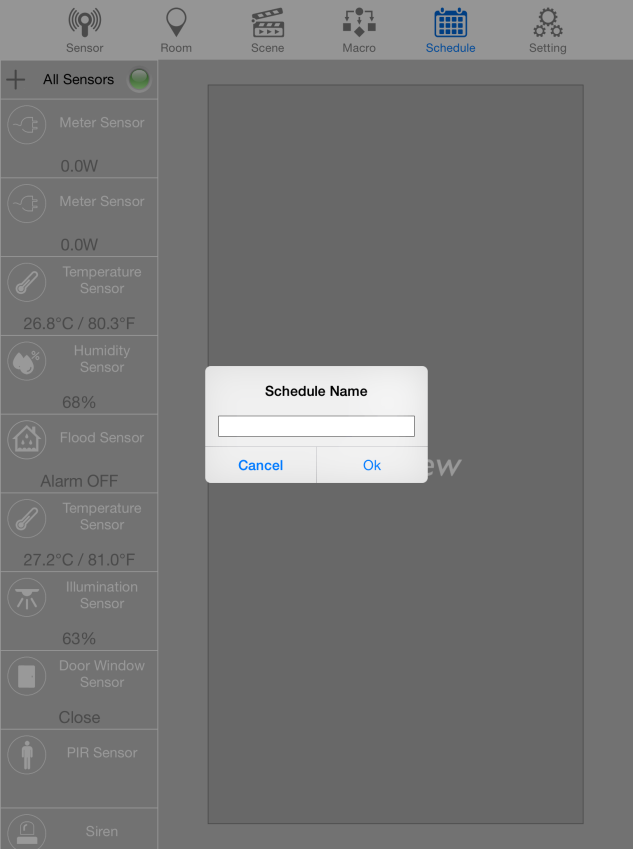 Sensor Room Scene Macro Schedule Setting
All Sensors
Meter Sensor
0.0W
Meter Sensor
0.0W
Temperature
Sensor
26.8°C / 80.3°F
%
Humidity
Sensor
68%
Flood Sensor
Alarm OFF
Temperature
Sensor
27.2°C / 81.0°F
Illumination
Sensor
63%
Door Window
Sensor
Close
PIR Sensor
Siren
Schedule Name
Cancel Ok